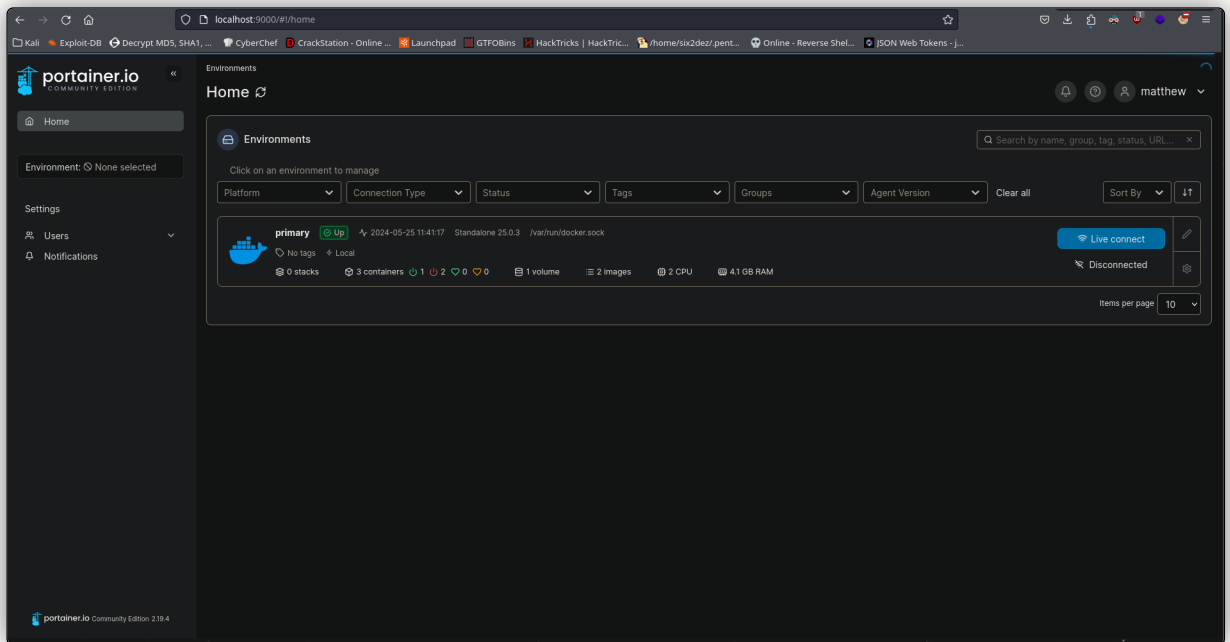 localhost:9000/#!/home
Kali Exploit-DB Decrypt MD5, SHA1, ... CyberChef CrackStation - Online ... Launchpad GTFOBins HackTricks | HackTric... /home/six2dez/.pent... Online - Reverse Shel... JSON Web Tokens - j...
portainer.io
COMMUNITY EDITION
Environments
Home
matthew
Home
Environment: None selected
Settings
Users
Notifications
Environments
Search by name, group, tag, status, URL...
Click on an environment to manage
Platform Connection Type Status Tags Groups Agent Version Clear all Sort By
primary Up 2024-05-25 11:41:17 Standalone 25.0.3 /var/run/docker.sock
No tags Local
0 stacks 3 containers 1 2 0 0 1 volume 2 images 2 CPU 4.1 GB RAM
Live connect
Disconnected
Items per page 10
portainer.io Community Edition 2.19.4